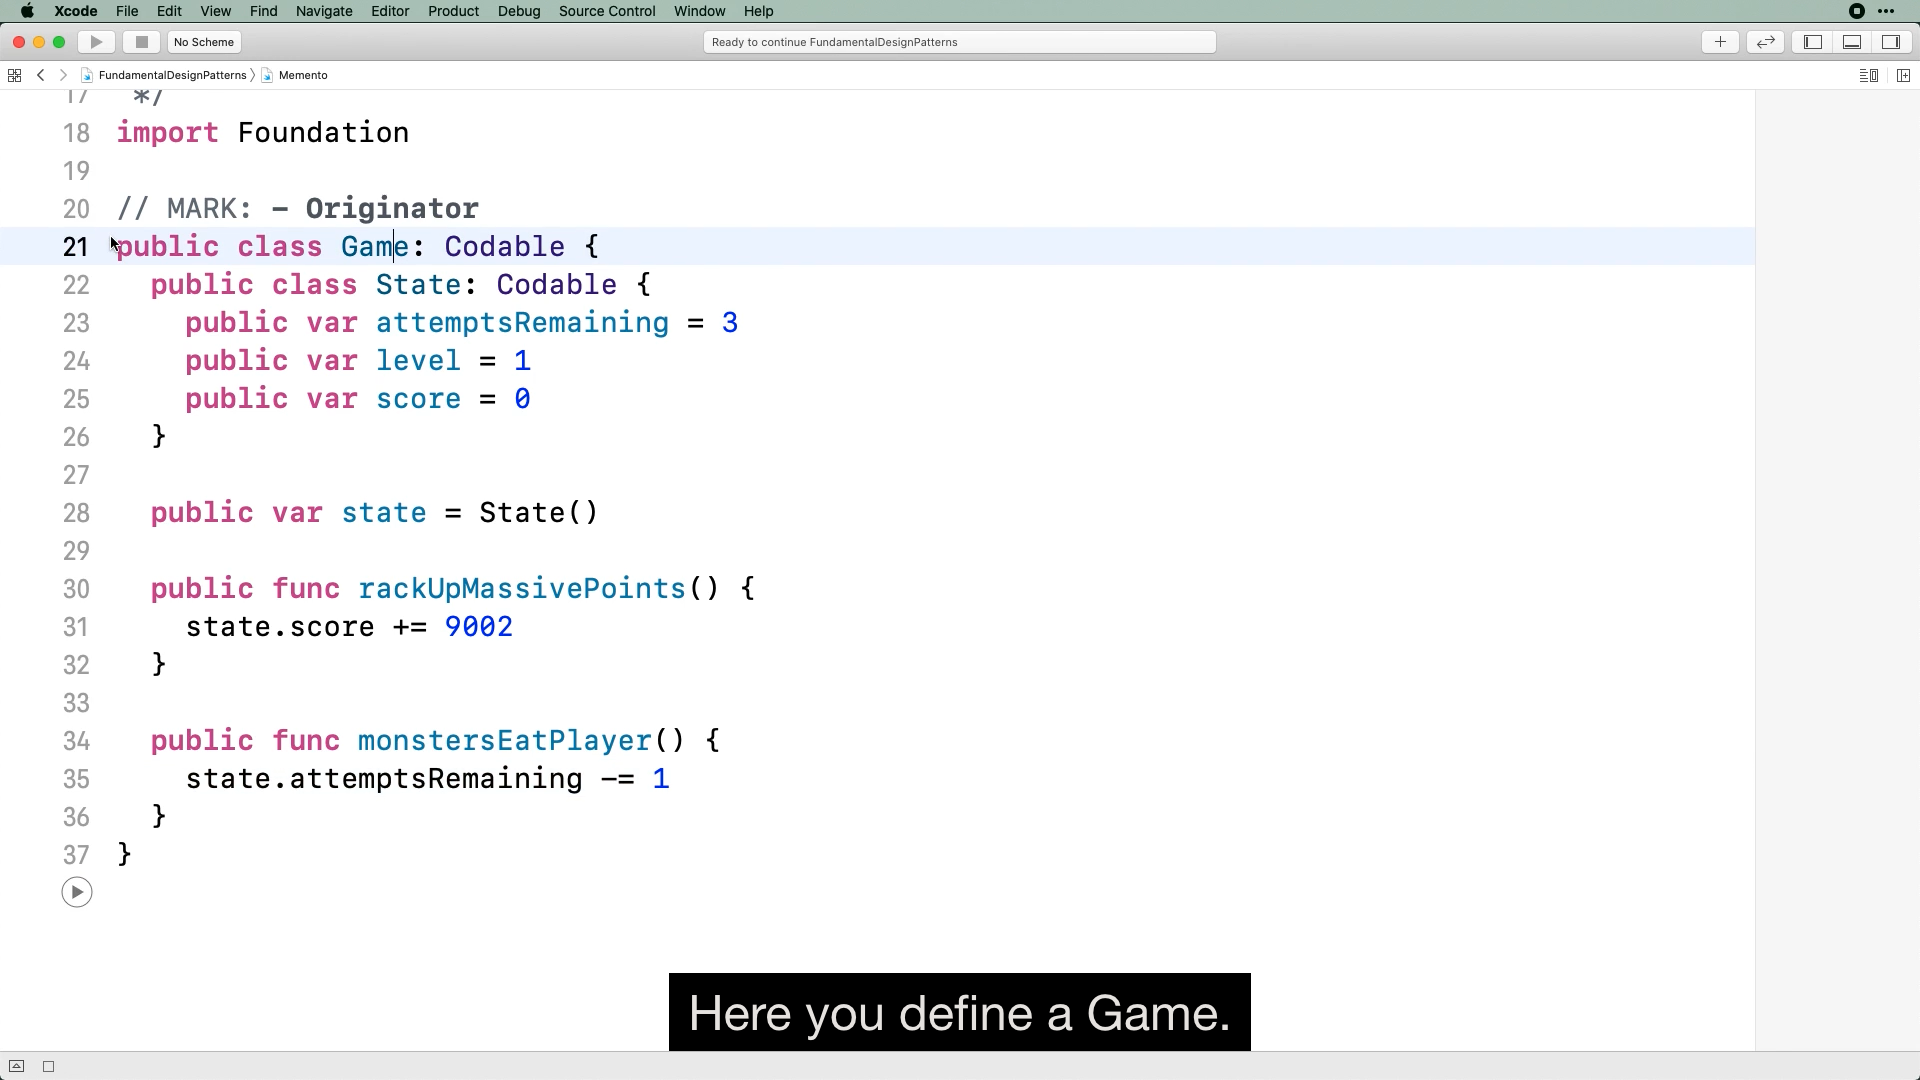 Xcode File Edit View Find Navigate Editor Product Debug Source Control Window Help
No Scheme
Ready to continue FundamentalDesignPatterns
FundamentalDesignPatterns Memento
17 */
18 import Foundation
19
20 // MARK: - Originator
21 public class Game: Codable {
22 public class State: Codable {
23 public var attemptsRemaining = 3
24 public var level = 1
25 public var score = 0
26 }
27
28 public var state = State()
29
30 public func rackUpMassivePoints() {
31 state.score += 9002
32 }
33
34 public func monstersEatPlayer() {
35 state.attemptsRemaining -= 1
36 }
37 }
Here you define a Game.